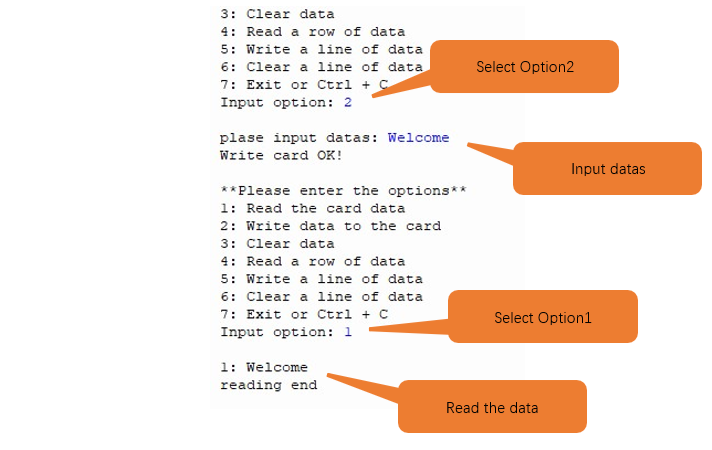 3: Clear data
4: Read a row of data
5: Write a line of data
6: Clear a line of data
Select Option2
7: Exit or Ctrl + C
Input option: 2
plase input datas: Welcome
Write card OK!
Input datas
**Please enter the options**
1: Read the card data
2: Write data to the card
3: Clear data
4: Read a row of data
5: Write a line of data
6: Clear a line of data
7: Exit or Ctrl + C
Select Option1
Input option: 1
1: Welcome
reading end
Read the data